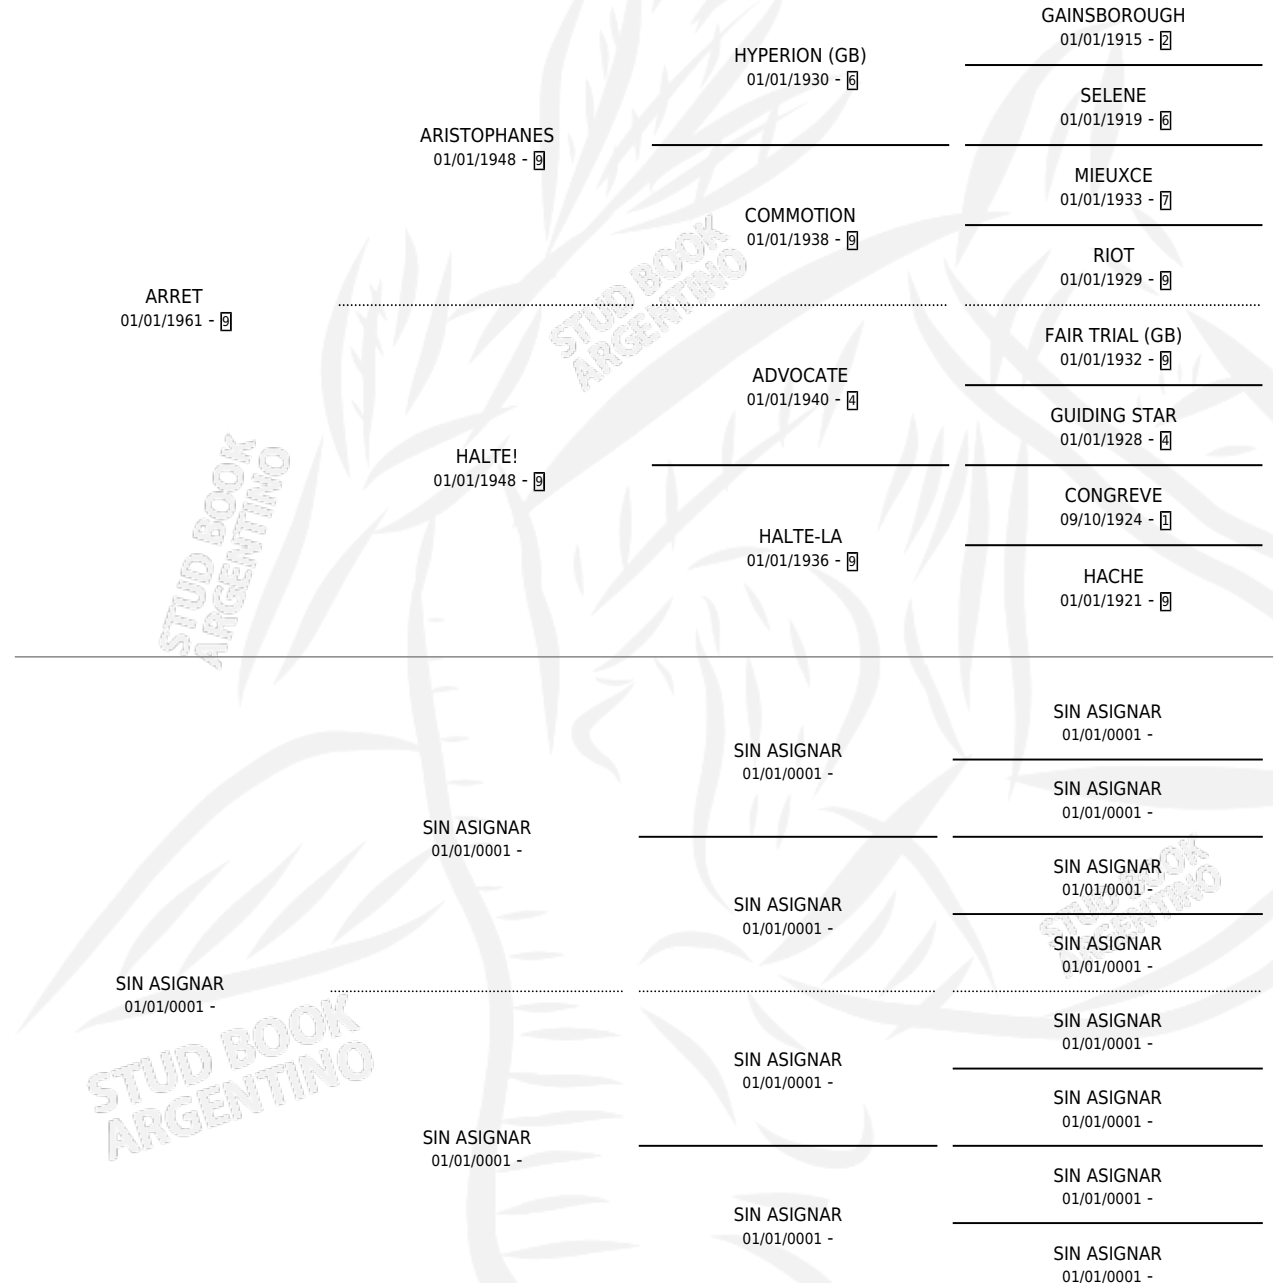 GAINSBOROUGH
01/01/1915 - 2
HYPERION (GB)
01/01/1930 - 6
SELENE
01/01/1919 - 6
ARISTOPHANES
01/01/1948 - 9
MIEUXCE
01/01/1933 - 7
COMMOTION
01/01/1938 - 9
RIOT
01/01/1929 - 9
ARRET
01/01/1961 - 9
FAIR TRIAL (GB)
01/01/1932 - 9
ADVOCATE
01/01/1940 - 4
GUIDING STAR
01/01/1928 - 4
HALTE!
01/01/1948 - 9
CONGREVE
09/10/1924 - 1
HALTE-LA
01/01/1936 - 9
HACHE
01/01/1921 - 9
STUD BOOK
ARGENTINO
STUD BOOK
ARGENTINO
SIN ASIGNAR
01/01/0001 -
SIN ASIGNAR
01/01/0001 -
SIN ASIGNAR
01/01/0001 -
SIN ASIGNAR
01/01/0001 -
SIN ASIGNAR
01/01/0001 -
SIN ASIGNAR
01/01/0001 -
SIN ASIGNAR
01/01/0001 -
SIN ASIGNAR
01/01/0001 -
SIN ASIGNAR
01/01/0001 -
SIN ASIGNAR
01/01/0001 -
SIN ASIGNAR
01/01/0001 -
SIN ASIGNAR
01/01/0001 -
SIN ASIGNAR
01/01/0001 -
SIN ASIGNAR
01/01/0001 -
SIN ASIGNAR
01/01/0001 -
STUD BOOK
ARGENTINO
STUD BOOK
ARGENTINO